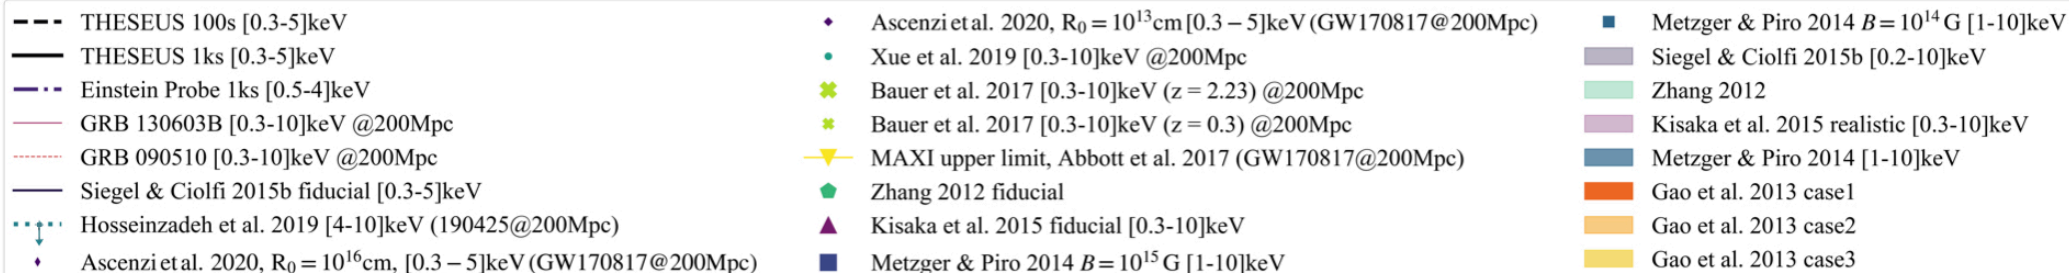 THESEUS 100s [0.3-5]keV
THESEUS 1ks [0.3-5]keV
Einstein Probe 1ks [0.5-4]keV
GRB 130603B [0.3-10]keV @200Mpc
GRB 090510 [0.3-10]keV @200Mpc
Siegel & Ciolfi 2015b fiducial [0.3-5]keV
Hosseinzadeh et al. 2019 [4-10]keV (190425@200Mpc)
Ascenzi et al. 2020, R₀ = 10¹⁶cm, [0.3 − 5]keV (GW170817@200Mpc)
Ascenzi et al. 2020, R₀ = 10¹³cm [0.3 − 5]keV (GW170817@200Mpc)
Xue et al. 2019 [0.3-10]keV @200Mpc
Bauer et al. 2017 [0.3-10]keV (z = 2.23) @200Mpc
Bauer et al. 2017 [0.3-10]keV (z = 0.3) @200Mpc
MAXI upper limit, Abbott et al. 2017 (GW170817@200Mpc)
Zhang 2012 fiducial
Kisaka et al. 2015 fiducial [0.3-10]keV
Metzger & Piro 2014 B = 10¹⁵ G [1-10]keV
Metzger & Piro 2014 B = 10¹⁴ G [1-10]keV
Siegel & Ciolfi 2015b [0.2-10]keV
Zhang 2012
Kisaka et al. 2015 realistic [0.3-10]keV
Metzger & Piro 2014 [1-10]keV
Gao et al. 2013 case1
Gao et al. 2013 case2
Gao et al. 2013 case3